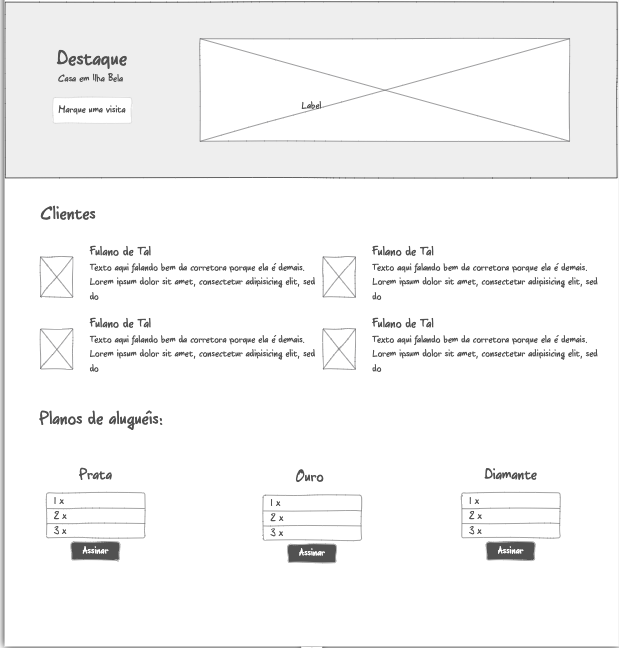 Destaque
Casa em Ilha Bela
Marque uma visita
Label
Clientes
Fulano de Tal
Texto aqui falando bem da corretora porque ela é demais.
Lorem ipsum dolor sit amet, consectetur adipisicing elit, sed
do
Fulano de Tal
Texto aqui falando bem da corretora porque ela é demais.
Lorem ipsum dolor sit amet, consectetur adipisicing elit, sed
do
Fulano de Tal
Texto aqui falando bem da corretora porque ela é demais.
Lorem ipsum dolor sit amet, consectetur adipisicing elit, sed
do
Fulano de Tal
Texto aqui falando bem da corretora porque ela é demais.
Lorem ipsum dolor sit amet, consectetur adipisicing elit, sed
do
Planos de aluguéis:
Prata
1 x
2 x
3 x
Assinar
Ouro
1 x
2 x
3 x
Assinar
Diamante
1 x
2 x
3 x
Assinar